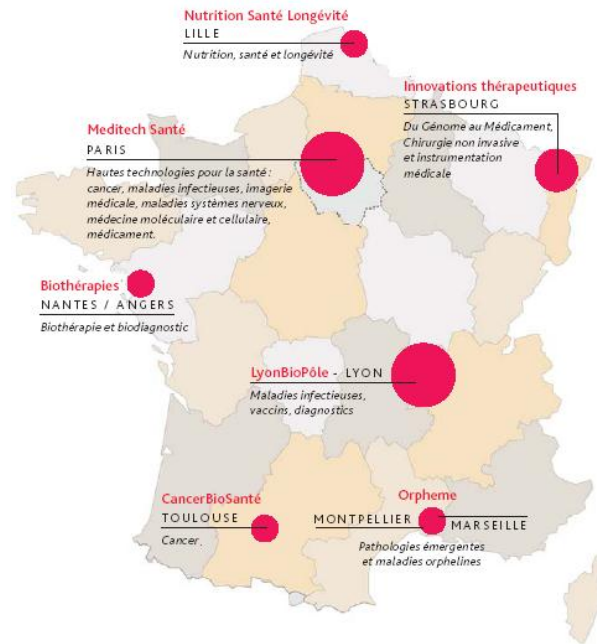 Nutrition Santé Longévité
LILLE
Nutrition, santé et longévité
Innovations thérapeutiques
STRASBOURG
Du Génome au Médicament,
Chirurgie non invasive
et instrumentation
médicale
Meditech Santé
PARIS
Hautes technologies pour la santé :
cancer, maladies infectieuses, imagerie
médicale, maladies systèmes nerveux,
médecine moléculaire et cellulaire,
médicament.
Biothérapies
NANTES / ANGERS
Biothérapie et biodiagnostic
LyonBioPôle - LYON
Maladies infectieuses,
vaccins, diagnostics
CancerBioSanté
TOULOUSE
Cancer.
Orpheme
MONTPELLIER
MARSEILLE
Pathologies émergentes
et maladies orphelines